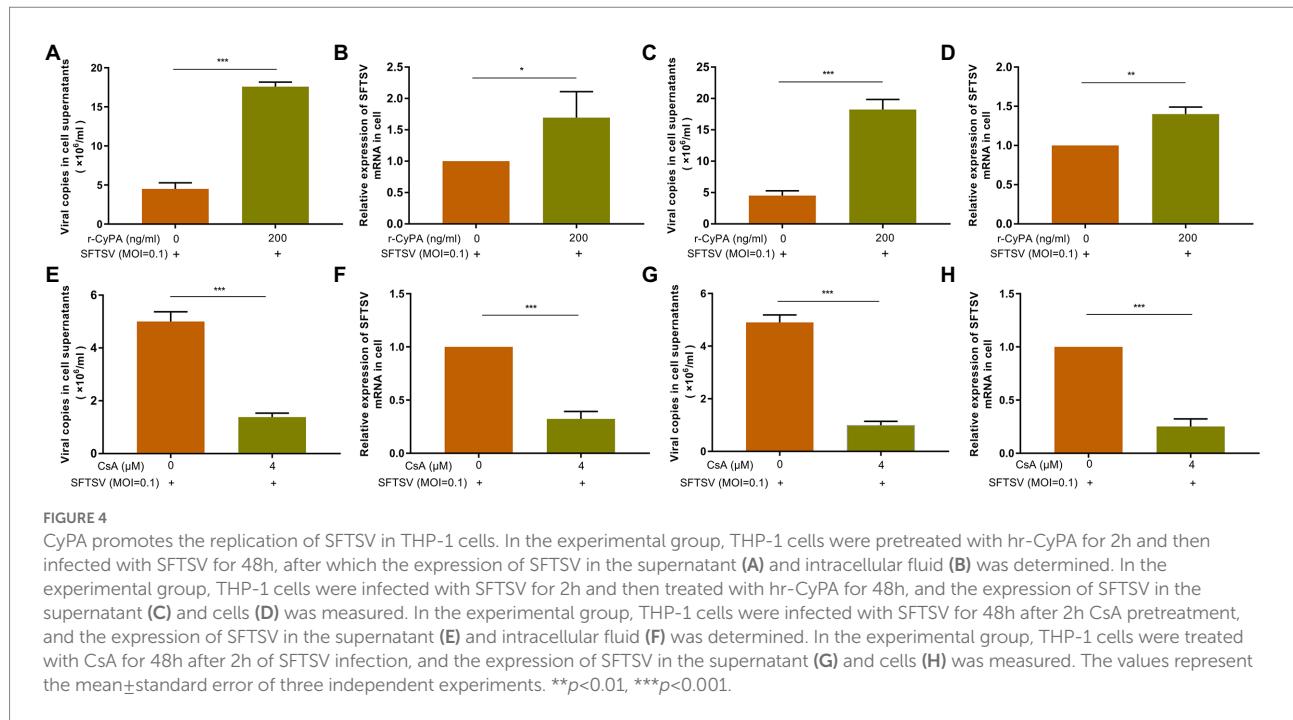 A
Viral copies in cell supernatants
( ×10⁶/ml )
20
15
10
5
0
***
r-CyPA (ng/ml) 0 200
SFTSV (MOI=0.1) + +
B
Relative expression of SFTSV
mRNA in cell
2.5
2.0
1.5
1.0
0.5
0.0
*
r-CyPA (ng/ml) 0 200
SFTSV (MOI=0.1) + +
C
Viral copies in cell supernatants
( ×10⁶/ml )
25
20
15
10
5
0
***
r-CyPA (ng/ml) 0 200
SFTSV (MOI=0.1) + +
D
Relative expression of SFTSV
mRNA in cell
2.0
1.5
1.0
0.5
0.0
**
r-CyPA (ng/ml) 0 200
SFTSV (MOI=0.1) + +
E
Viral copies in cell supernatants
( ×10⁶/ml )
6
4
2
0
***
CsA (μM) 0 4
SFTSV (MOI=0.1) + +
F
Relative expression of SFTSV
mRNA in cell
1.5
1.0
0.5
0.0
***
CsA (μM) 0 4
SFTSV (MOI=0.1) + +
G
Viral copies in cell supernatants
( ×10⁶/ml )
6
4
2
0
***
CsA (μM) 0 4
SFTSV (MOI=0.1) + +
H
Relative expression of SFTSV
mRNA in cell
1.5
1.0
0.5
0.0
***
CsA (μM) 0 4
SFTSV (MOI=0.1) + +
FIGURE 4
CyPA promotes the replication of SFTSV in THP-1 cells. In the experimental group, THP-1 cells were pretreated with hr-CyPA for 2h and then
infected with SFTSV for 48h, after which the expression of SFTSV in the supernatant (A) and intracellular fluid (B) was determined. In the
experimental group, THP-1 cells were infected with SFTSV for 2h and then treated with hr-CyPA for 48h, and the expression of SFTSV in the
supernatant (C) and cells (D) was measured. In the experimental group, THP-1 cells were infected with SFTSV for 48h after 2h CsA pretreatment,
and the expression of SFTSV in the supernatant (E) and intracellular fluid (F) was determined. In the experimental group, THP-1 cells were treated
with CsA for 48h after 2h of SFTSV infection, and the expression of SFTSV in the supernatant (G) and cells (H) was measured. The values represent
the mean±standard error of three independent experiments. **p<0.01, ***p<0.001.